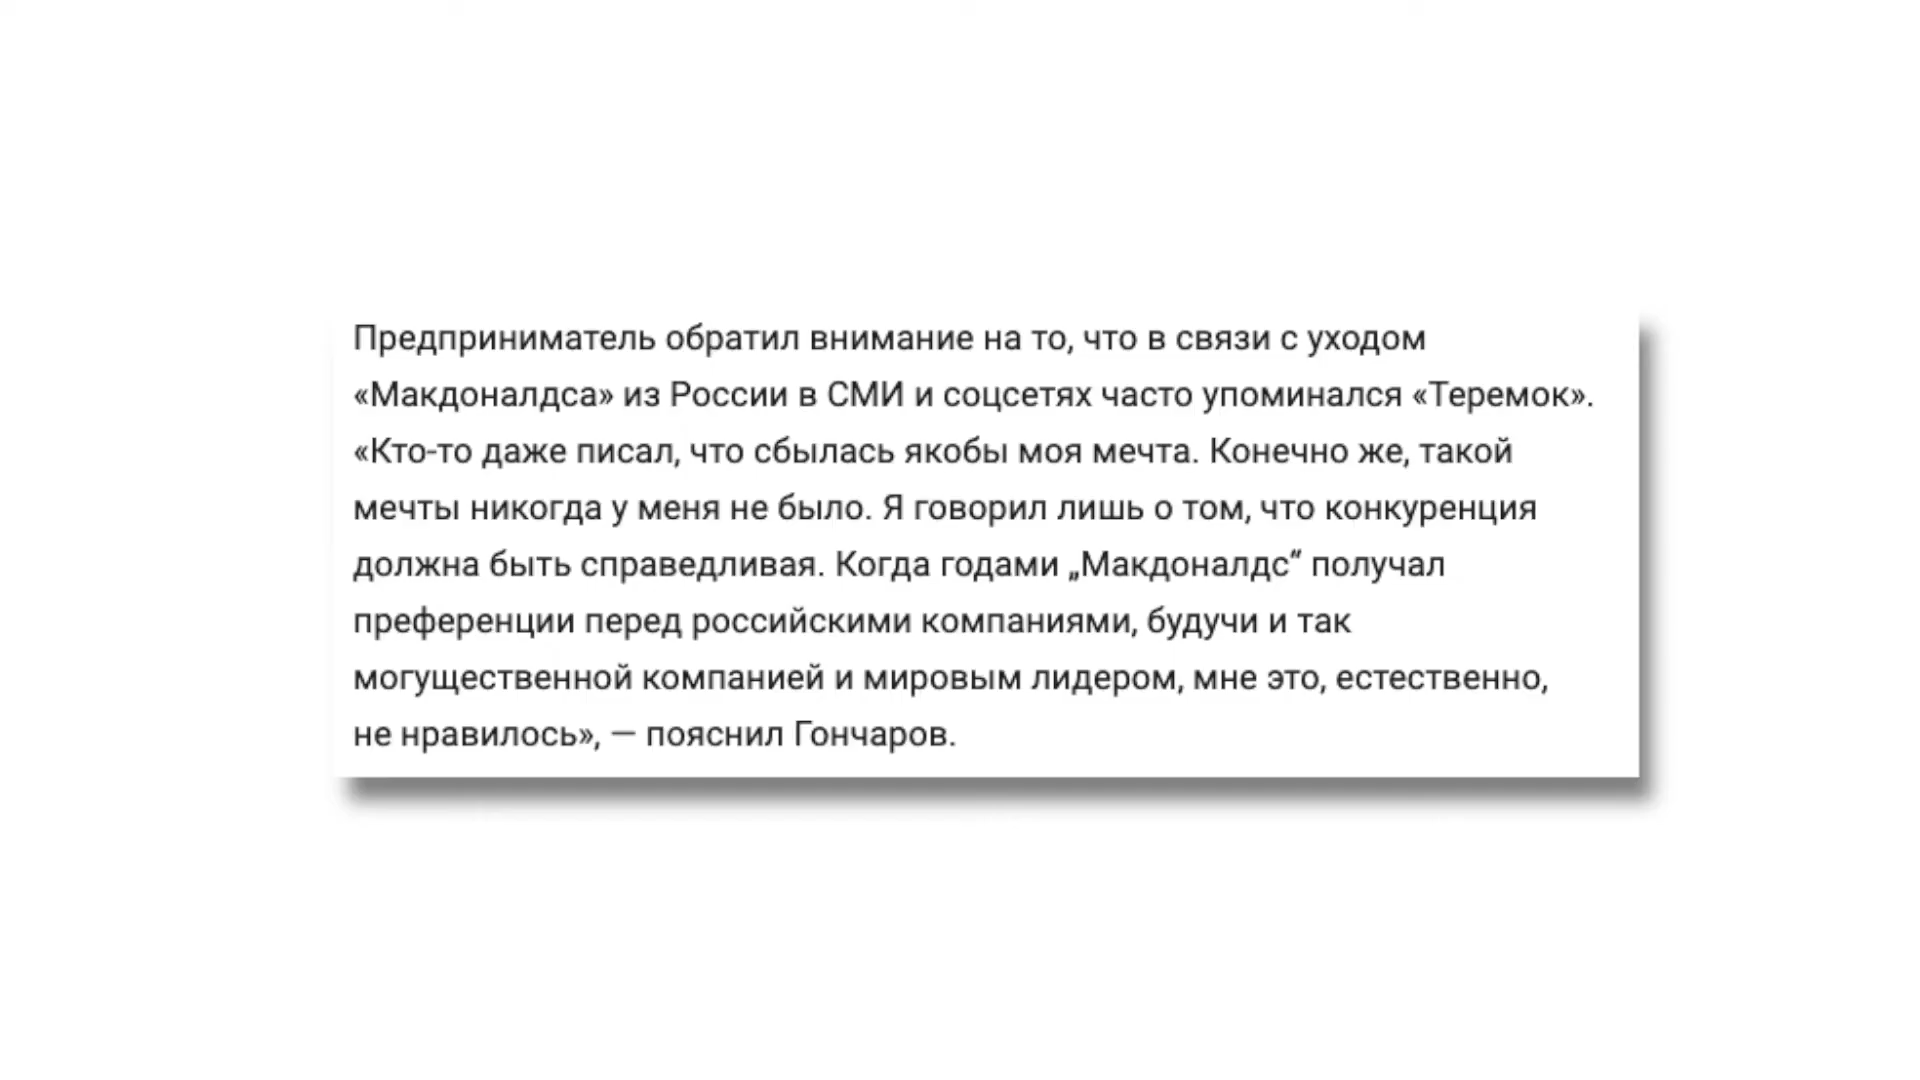 Предприниматель обратил внимание на то, что в связи с уходом
«Макдоналдса» из России в СМИ и соцсетях часто упоминался «Теремок».
«Кто-то даже писал, что сбылась якобы моя мечта. Конечно же, такой
мечты никогда у меня не было. Я говорил лишь о том, что конкуренция
должна быть справедливая. Когда годами „Макдоналдс“ получал
преференции перед российскими компаниями, будучи и так
могущественной компанией и мировым лидером, мне это, естественно,
не нравилось», — пояснил Гончаров.